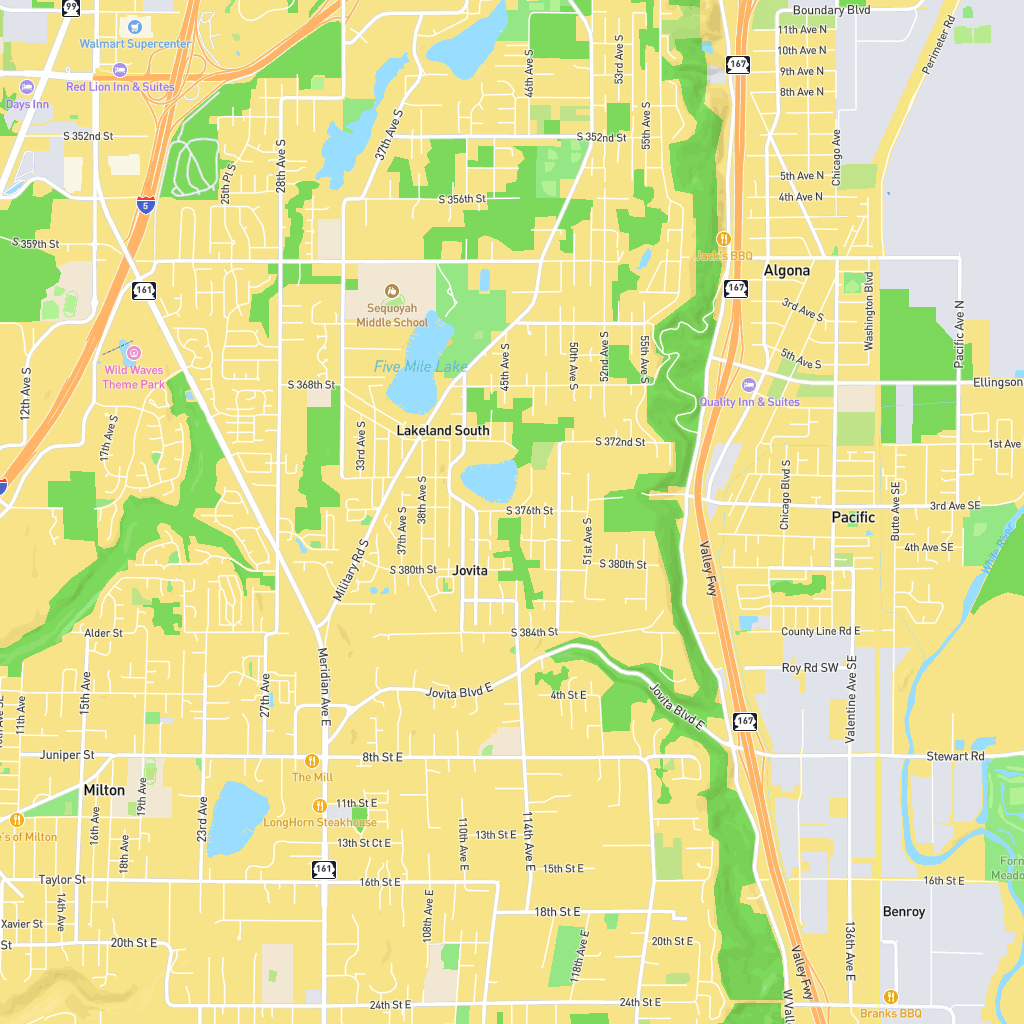 99
Boundary Blvd
11th Ave N
Walmart Supercenter
46th Ave S
53rd Ave S
Perimeter Rd
10th Ave N
167
9th Ave N
Red Lion Inn & Suites
8th Ave N
Days Inn
S 352nd St
37th Ave S
S 352nd St
55th Ave S
28th Ave S
Chicago Ave
25th Pl S
5th Ave N
S 356th St
4th Ave N
5
S 359th St
Jack's BBQ
Algona
161
167
Sequoyah
Middle School
3rd Ave S
Washington Blvd
Pacific Ave N
Wild Waves
Theme Park
Five Mile Lake
45th Ave S
50th Ave S
52nd Ave S
55th Ave S
5th Ave S
12th Ave S
S 368th St
Ellingson
Quality Inn & Suites
17th Ave S
33rd Ave S
Lakeland South
S 372nd St
1st Ave
38th Ave S
Chicago Blvd S
Butte Ave SE
3rd Ave SE
S 376th St
Pacific
37th Ave S
51st Ave S
4th Ave SE
White River
Military Rd S
S 380th St
Jovita
S 380th St
Valley Fwy
Alder St
S 384th St
County Line Rd E
Meridian Ave E
Roy Rd SW
15th Ave
27th Ave
Jovita Blvd E
4th St E
Jovita Blvd E
Valentine Ave SE
11th Ave
167
Juniper St
8th St E
Stewart Rd
The Mill
Milton
19th Ave
23rd Ave
11th St E
LongHorn Steakhouse
16th Ave
e's of Milton
18th Ave
13th St Ct E
110th Ave E
13th St E
114th Ave E
161
15th St E
Taylor St
16th St E
16th St E
14th Ave
108th Ave E
18th St E
Benroy
Xavier St
St
20th St E
118th Ave E
20th St E
136th Ave E
Valley Fwy
24th St E
24th St E
Branks BBQ